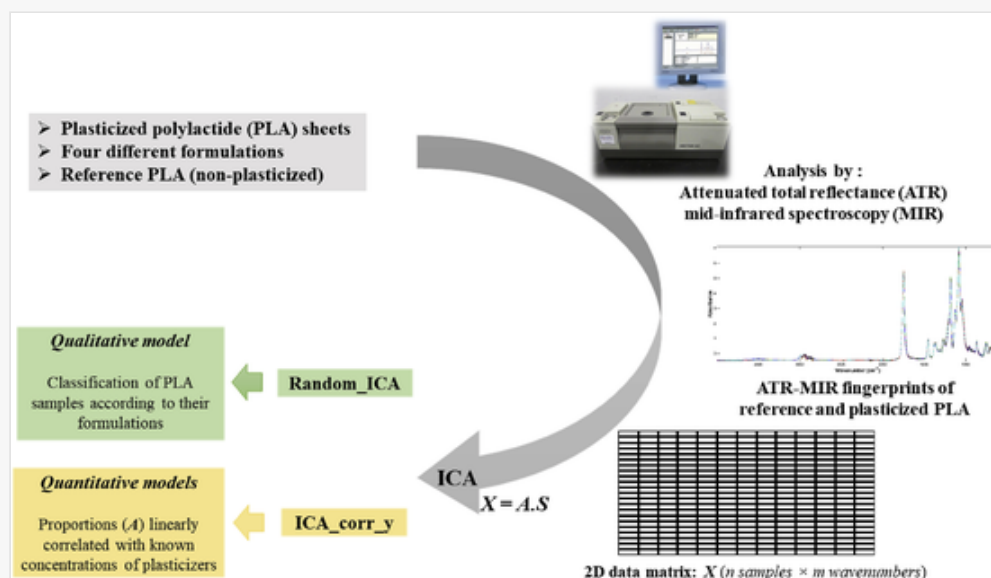 ➢ Plasticized polylactide (PLA) sheets
➢ Four different formulations
➢ Reference PLA (non-plasticized)
Analysis by :
Attenuated total reflectance (ATR)
mid-infrared spectroscopy (MIR)
ATR-MIR fingerprints of
reference and plasticized PLA
Qualitative model
Classification of PLA
samples according to their
formulations
Random_ICA
ICA
X = A.S
Quantitative models
Proportions (A) linearly
correlated with known
concentrations of plasticizers
ICA_corr_y
2D data matrix: X (n samples × m wavenumbers)